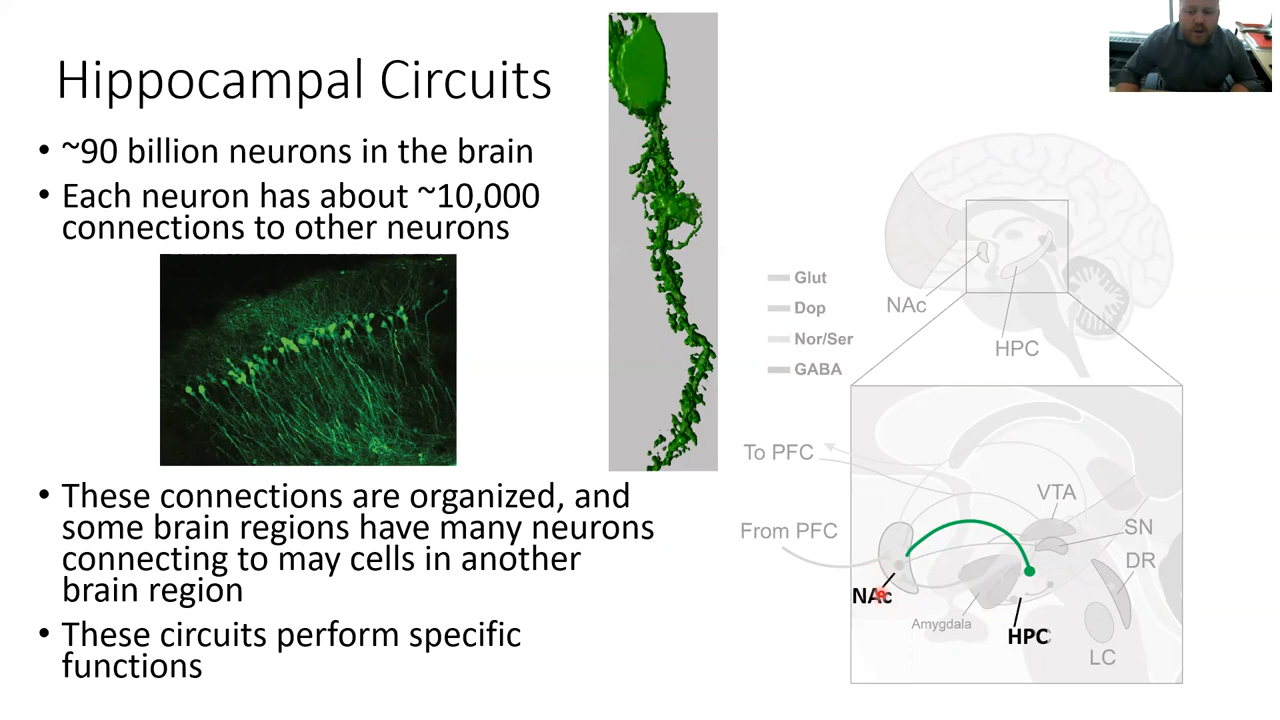 Hippocampal Circuits
• ~90 billion neurons in the brain
• Each neuron has about ~10,000
connections to other neurons
• These connections are organized, and
some brain regions have many neurons
connecting to may cells in another
brain region
• These circuits perform specific
functions
Glut
Dop
Nor/Ser
GABA
NAc
HPC
To PFC
From PFC
VTA
SN
DR
NAc
Amygdala
HPC
LC